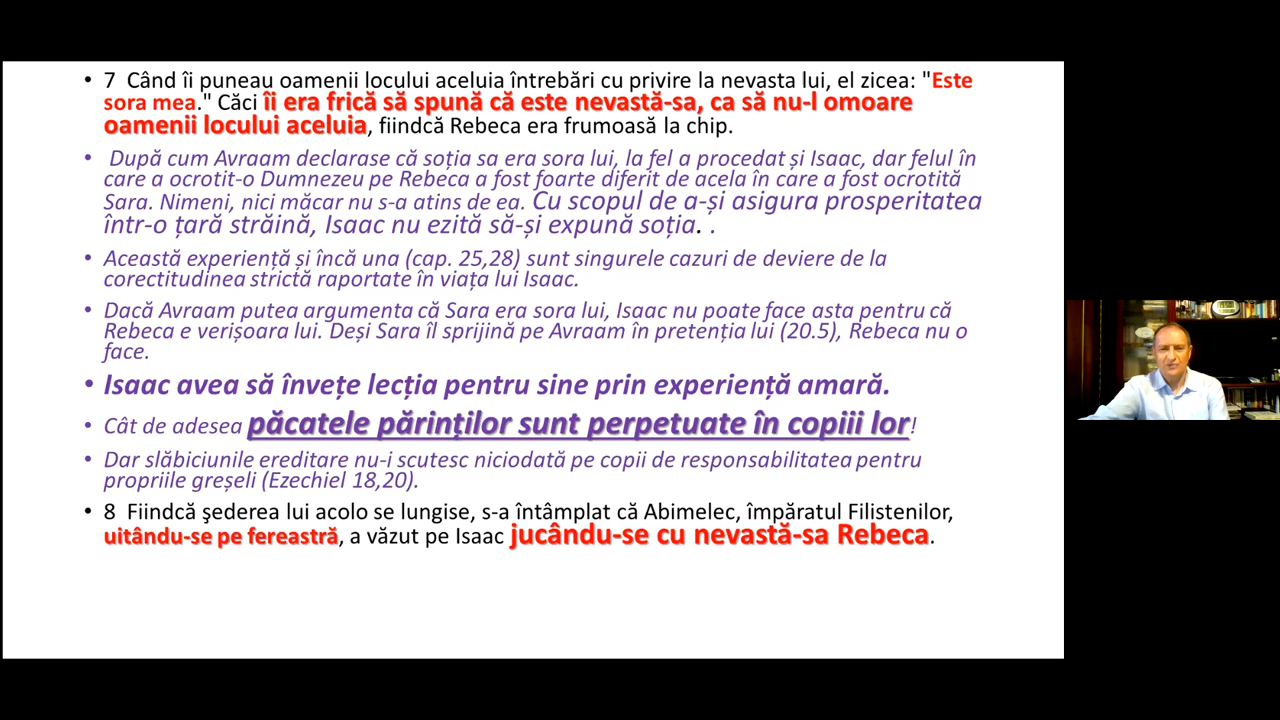 • 7 Când îi puneau oamenii locului aceluia întrebări cu privire la nevasta lui, el zicea: "Este
sora mea." Căci îi era frică să spună că este nevastă-sa, ca să nu-l omoare
oamenii locului aceluia, fiindcă Rebeca era frumoasă la chip.
• După cum Avraam declarase că soția sa era sora lui, la fel a procedat și Isaac, dar felul în
care a ocrotit-o Dumnezeu pe Rebeca a fost foarte diferit de acela în care a fost ocrotită
Sara. Nimeni, nici măcar nu s-a atins de ea. Cu scopul de a-și asigura prosperitatea
într-o țară străină, Isaac nu ezită să-și expună soția. .
• Această experiență și încă una (cap. 25,28) sunt singurele cazuri de deviere de la
corectitudinea strictă raportate în viața lui Isaac.
• Dacă Avraam putea argumenta că Sara era sora lui, Isaac nu poate face asta pentru că
Rebeca e verișoara lui. Deși Sara îl sprijină pe Avraam în pretenția lui (20.5), Rebeca nu o
face.
• Isaac avea să învețe lecția pentru sine prin experiență amară.
• Cât de adesea păcatele părinților sunt perpetuate în copiii lor!
• Dar slăbiciunile ereditare nu-i scutesc niciodată pe copii de responsabilitatea pentru
propriile greșeli (Ezechiel 18,20).
• 8 Fiindcă şederea lui acolo se lungise, s-a întâmplat că Abimelec, împăratul Filistenilor,
uitându-se pe fereastră, a văzut pe Isaac jucându-se cu nevastă-sa Rebeca.